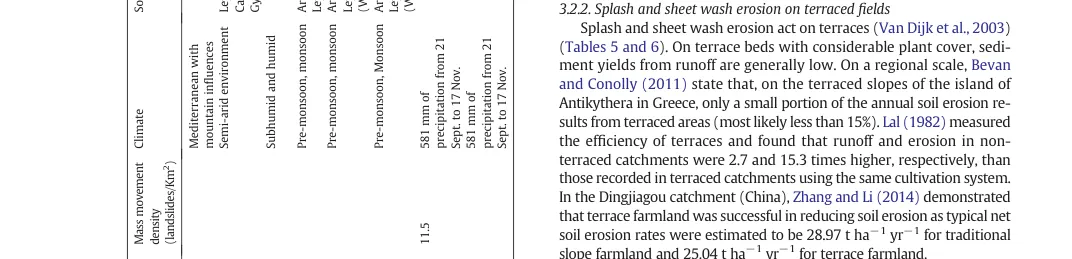 Mass movement
density
(landslides/Km²)
11.5
Climate
Mediterranean with
mountain influences
Semi-arid environment
Subhumid and humid
Pre-monsoon, monsoon
Pre-monsoon, monsoon
Pre-monsoon, Monsoon
581 mm of
precipitation from 21
Sept. to 17 Nov.
581 mm of
precipitation from 21
Sept. to 17 Nov.
3.2.2. Splash and sheet wash erosion on terraced fields
Splash and sheet wash erosion act on terraces (Van Dijk et al., 2003)
(Tables 5 and 6). On terrace beds with considerable plant cover, sedi-
ment yields from runoff are generally low. On a regional scale, Bevan
and Conolly (2011) state that, on the terraced slopes of the island of
Antikythera in Greece, only a small portion of the annual soil erosion re-
sults from terraced areas (most likely less than 15%). Lal (1982) measured
the efficiency of terraces and found that runoff and erosion in non-
terraced catchments were 2.7 and 15.3 times higher, respectively, than
those recorded in terraced catchments using the same cultivation system.
In the Dingjiagou catchment (China), Zhang and Li (2014) demonstrated
that terrace farmland was successful in reducing soil erosion as typical net
soil erosion rates were estimated to be 28.97 t ha⁻¹ yr⁻¹ for traditional
slope farmland and 25.04 t ha⁻¹ yr⁻¹ for terrace farmland.